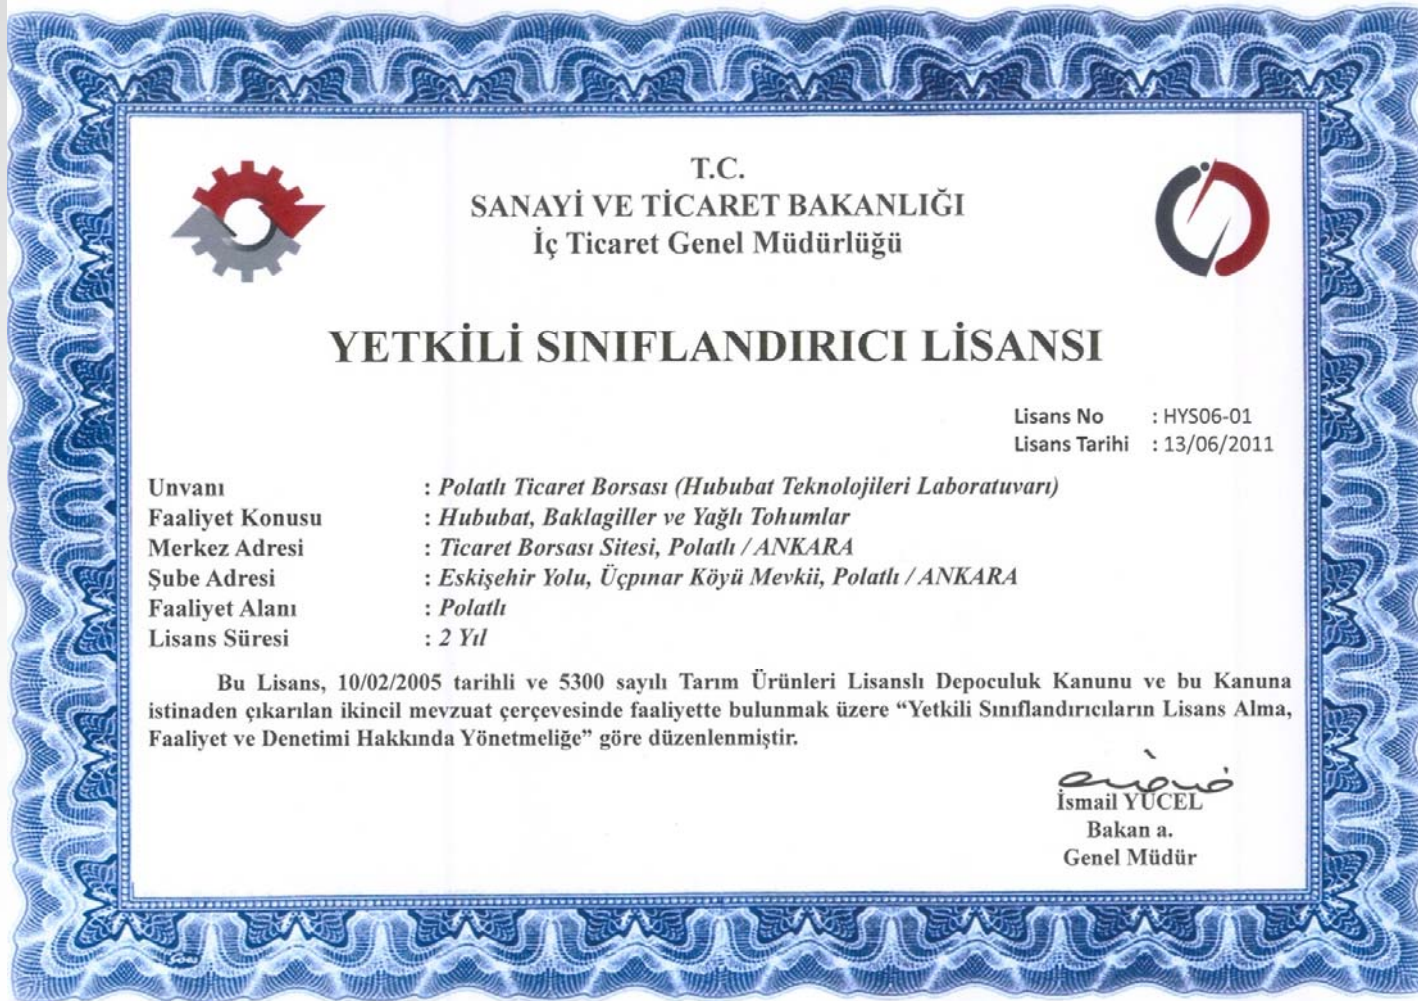 T.C.
SANAYİ VE TİCARET BAKANLIĞI
İç Ticaret Genel Müdürlüğü
YETKİLİ SINIFLANDIRICI LİSANSI
Lisans No : HYS06-01
Lisans Tarihi : 13/06/2011
Unvanı : Polatlı Ticaret Borsası (Hububat Teknolojileri Laboratuvarı)
Faaliyet Konusu : Hububat, Baklagiller ve Yağlı Tohumlar
Merkez Adresi : Ticaret Borsası Sitesi, Polatlı / ANKARA
Şube Adresi : Eskişehir Yolu, Üçpınar Köyü Mevkii, Polatlı / ANKARA
Faaliyet Alanı : Polatlı
Lisans Süresi : 2 Yıl
Bu Lisans, 10/02/2005 tarihli ve 5300 sayılı Tarım Ürünleri Lisanslı Depoculuk Kanunu ve bu Kanuna
istinaden çıkarılan ikincil mevzuat çerçevesinde faaliyette bulunmak üzere “Yetkili Sınıflandırıcıların Lisans Alma,
Faaliyet ve Denetimi Hakkında Yönetmeliğe” göre düzenlenmiştir.
İsmail YÜCEL
Bakan a.
Genel Müdür